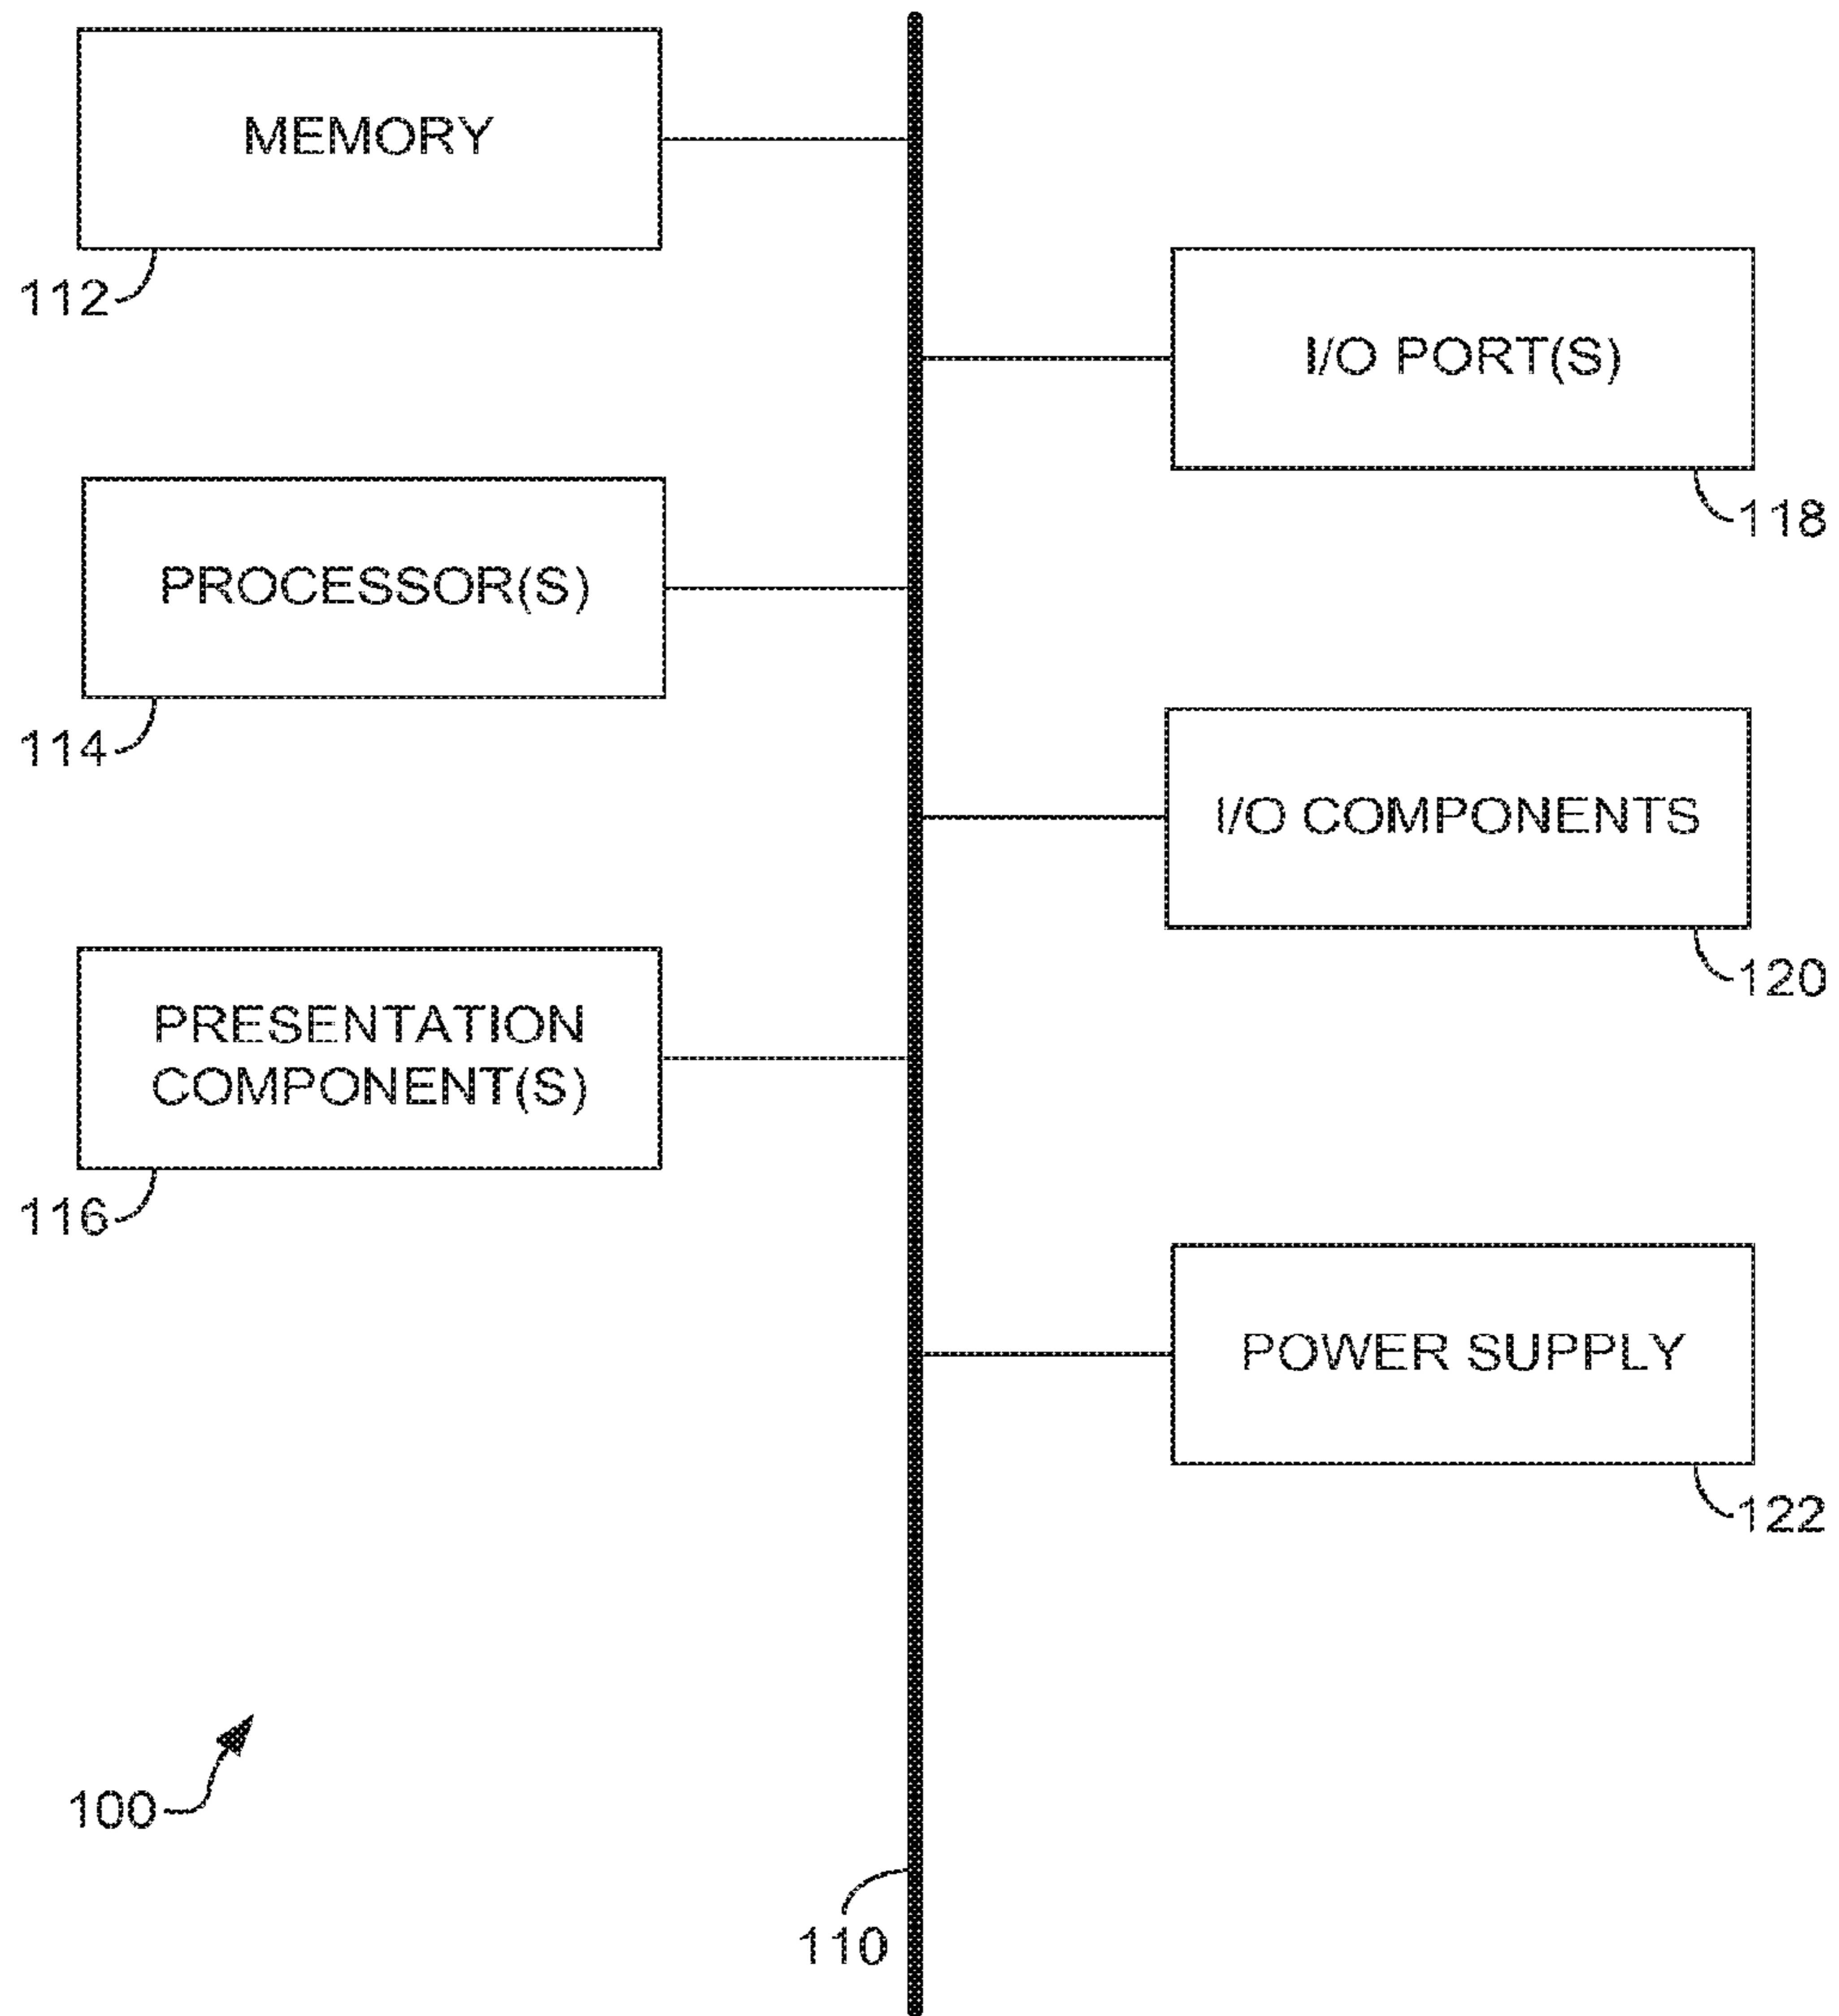 MEMORY
112
I/O PORT(S)
118
PROCESSOR(S)
114
I/O COMPONENTS
120
PRESENTATION
COMPONENT(S)
116
POWER SUPPLY
122
100
110